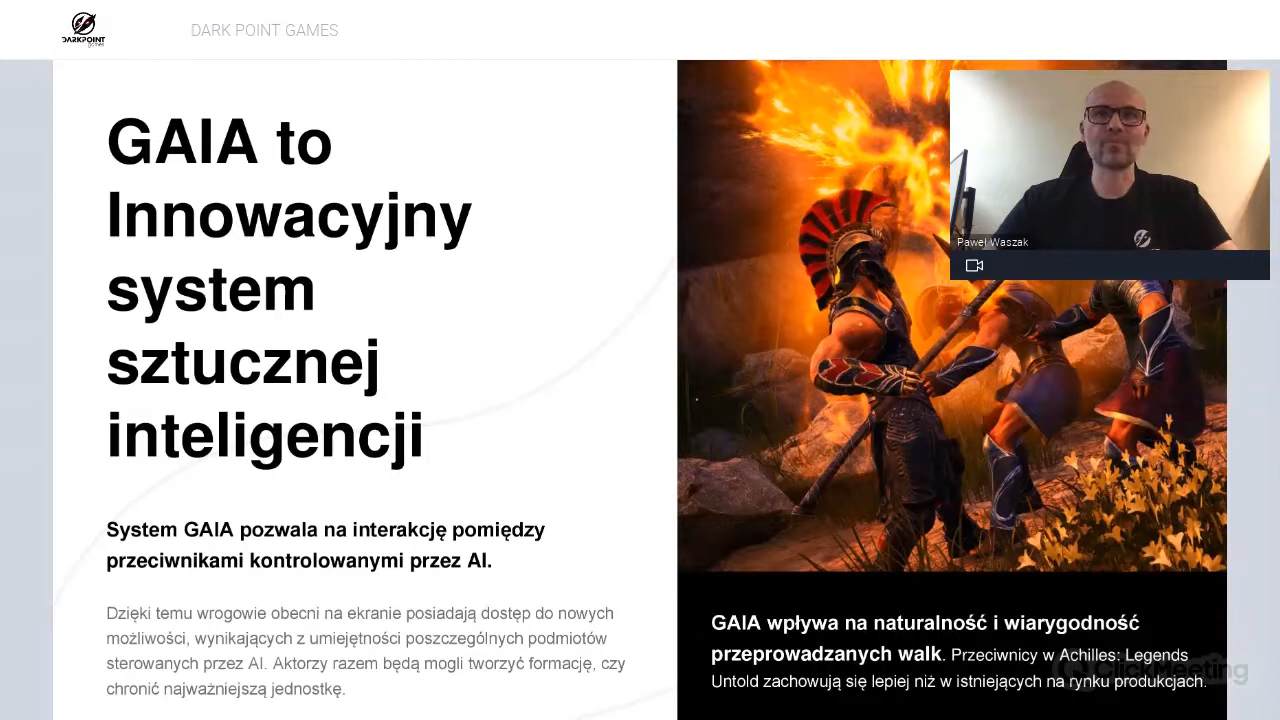 DARKPOINT
games
DARK POINT GAMES
GAIA to
Innowacyjny
system
sztucznej
inteligencji
System GAIA pozwala na interakcję pomiędzy
przeciwnikami kontrolowanymi przez AI.
Dzięki temu wrogowie obecni na ekranie posiadają dostęp do nowych
możliwości, wynikających z umiejętności poszczególnych podmiotów
sterowanych przez AI. Aktorzy razem będą mogli tworzyć formację, czy
chronić najważniejszą jednostkę.
Paweł Waszak
GAIA wpływa na naturalność i wiarygodność
przeprowadzanych walk. Przeciwnicy w Achilles: Legends
Untold zachowują się lepiej niż w istniejących na rynku produkcjach.
ClickMeeting